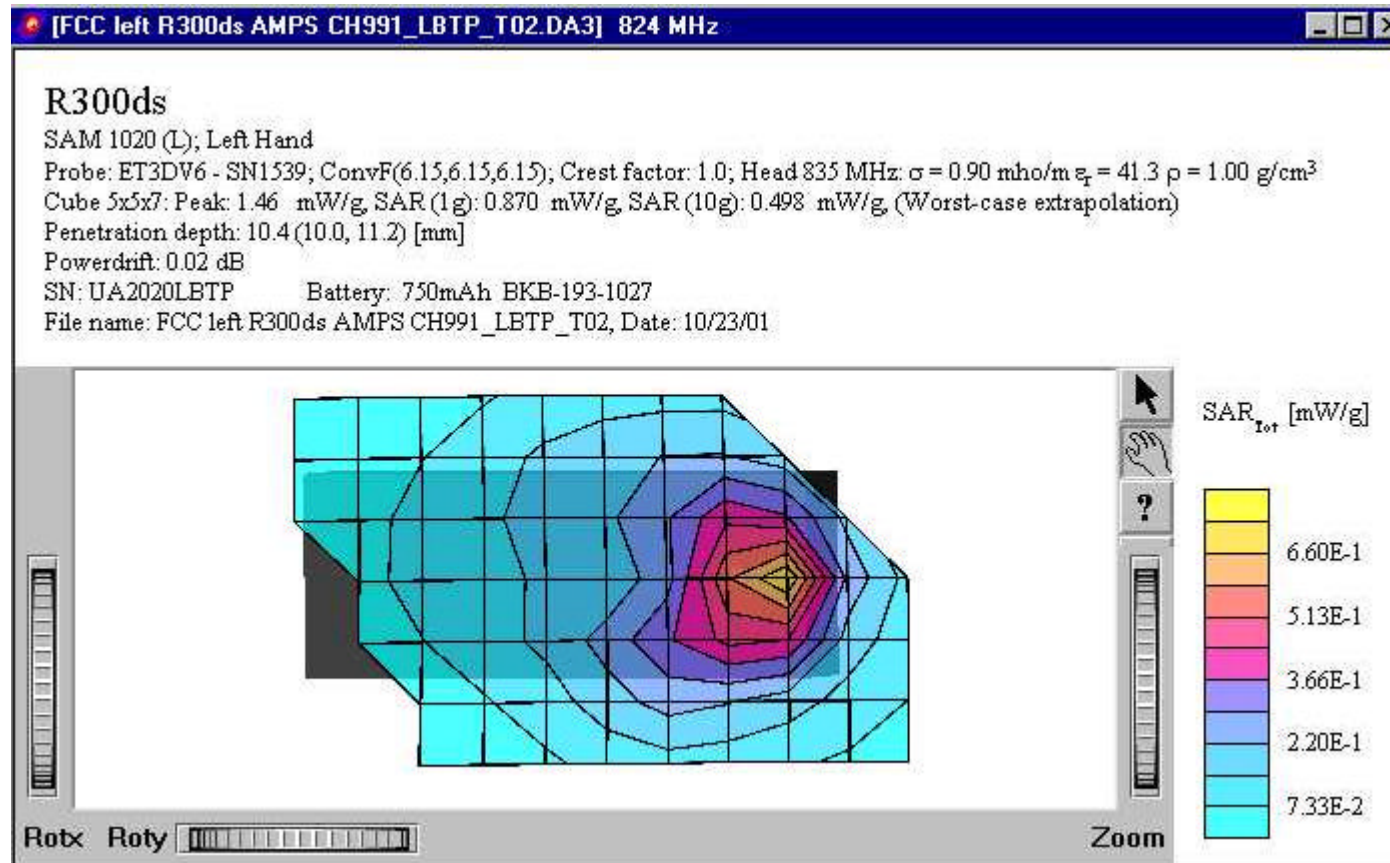 [FCC left R300ds AMPS CH991_LBTP_T02.DA3] 824 MHz
R300ds
SAM 1020 (L); Left Hand
Probe: ET3DV6 - SN1539; ConvF(6.15,6.15,6.15); Crest factor: 1.0; Head 835 MHz: σ = 0.90 mho/m εr = 41.3 ρ = 1.00 g/cm³
Cube 5x5x7: Peak: 1.46 mW/g, SAR (1g): 0.870 mW/g, SAR (10g): 0.498 mW/g, (Worst-case extrapolation)
Penetration depth: 10.4 (10.0, 11.2) [mm]
Powerdrift: 0.02 dB
SN: UA2020LBTP Battery: 750mAh BKB-193-1027
File name: FCC left R300ds AMPS CH991_LBTP_T02, Date: 10/23/01
SARTot [mW/g]
?
6.60E-1
5.13E-1
3.66E-1
2.20E-1
7.33E-2
Rotx Roty Zoom